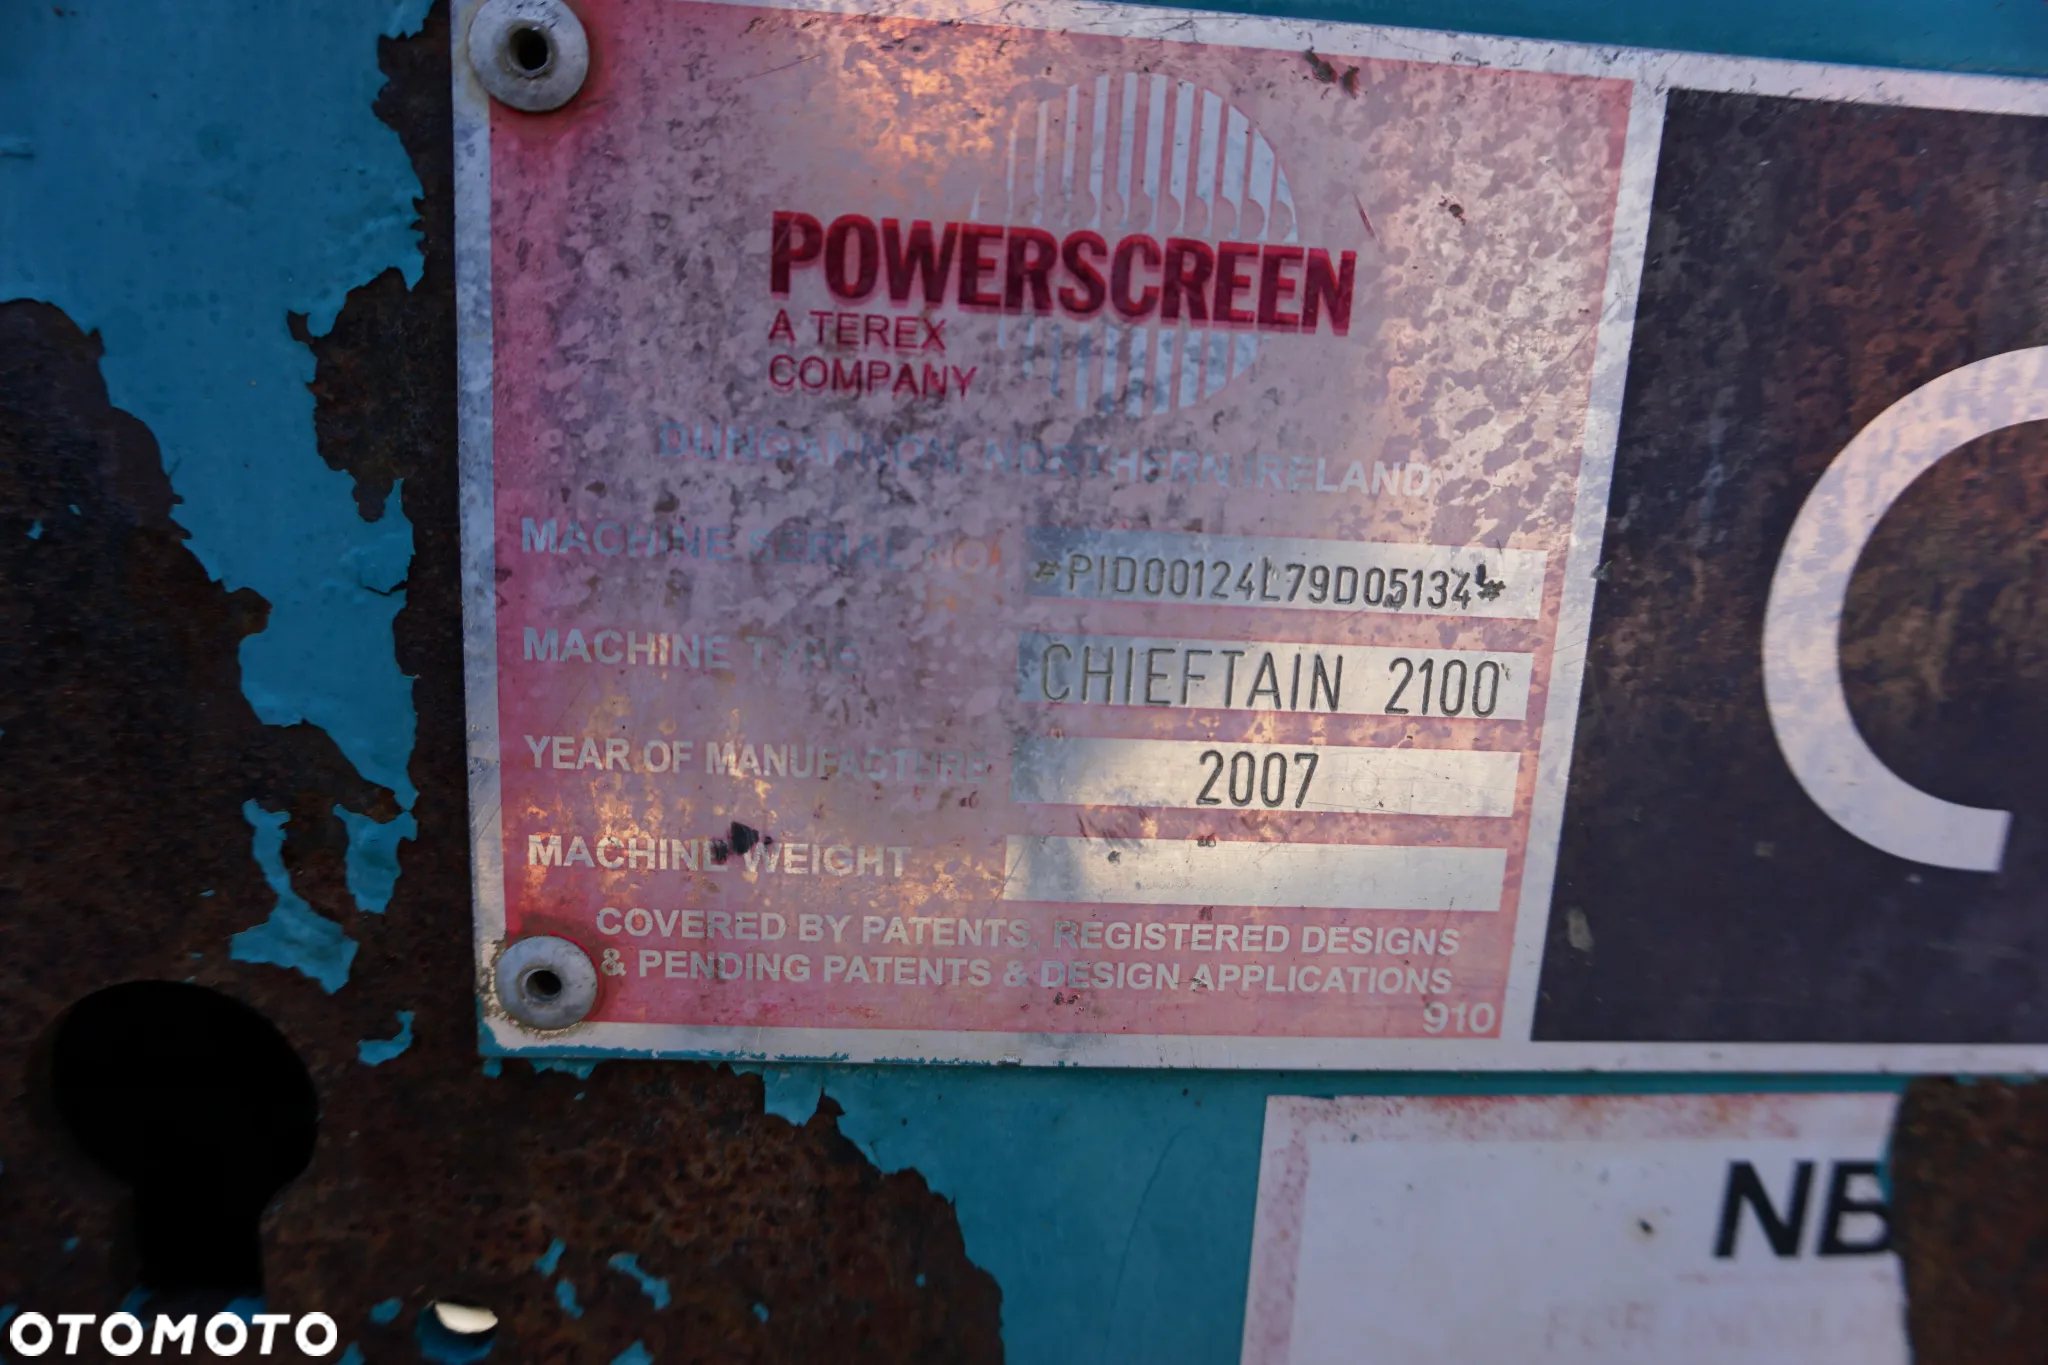 POWERSCREEN
A TEREX
COMPANY
DUNGANNON, NORTHERN IRELAND
MACHINE SERIAL NO. *PID00124L79D05134*
MACHINE TYPE CHIEFTAIN 2100
YEAR OF MANUFACTURE 2007
MACHINE WEIGHT
COVERED BY PATENTS, REGISTERED DESIGNS
& PENDING PATENTS & DESIGN APPLICATIONS
910
NB
OTOMOTO